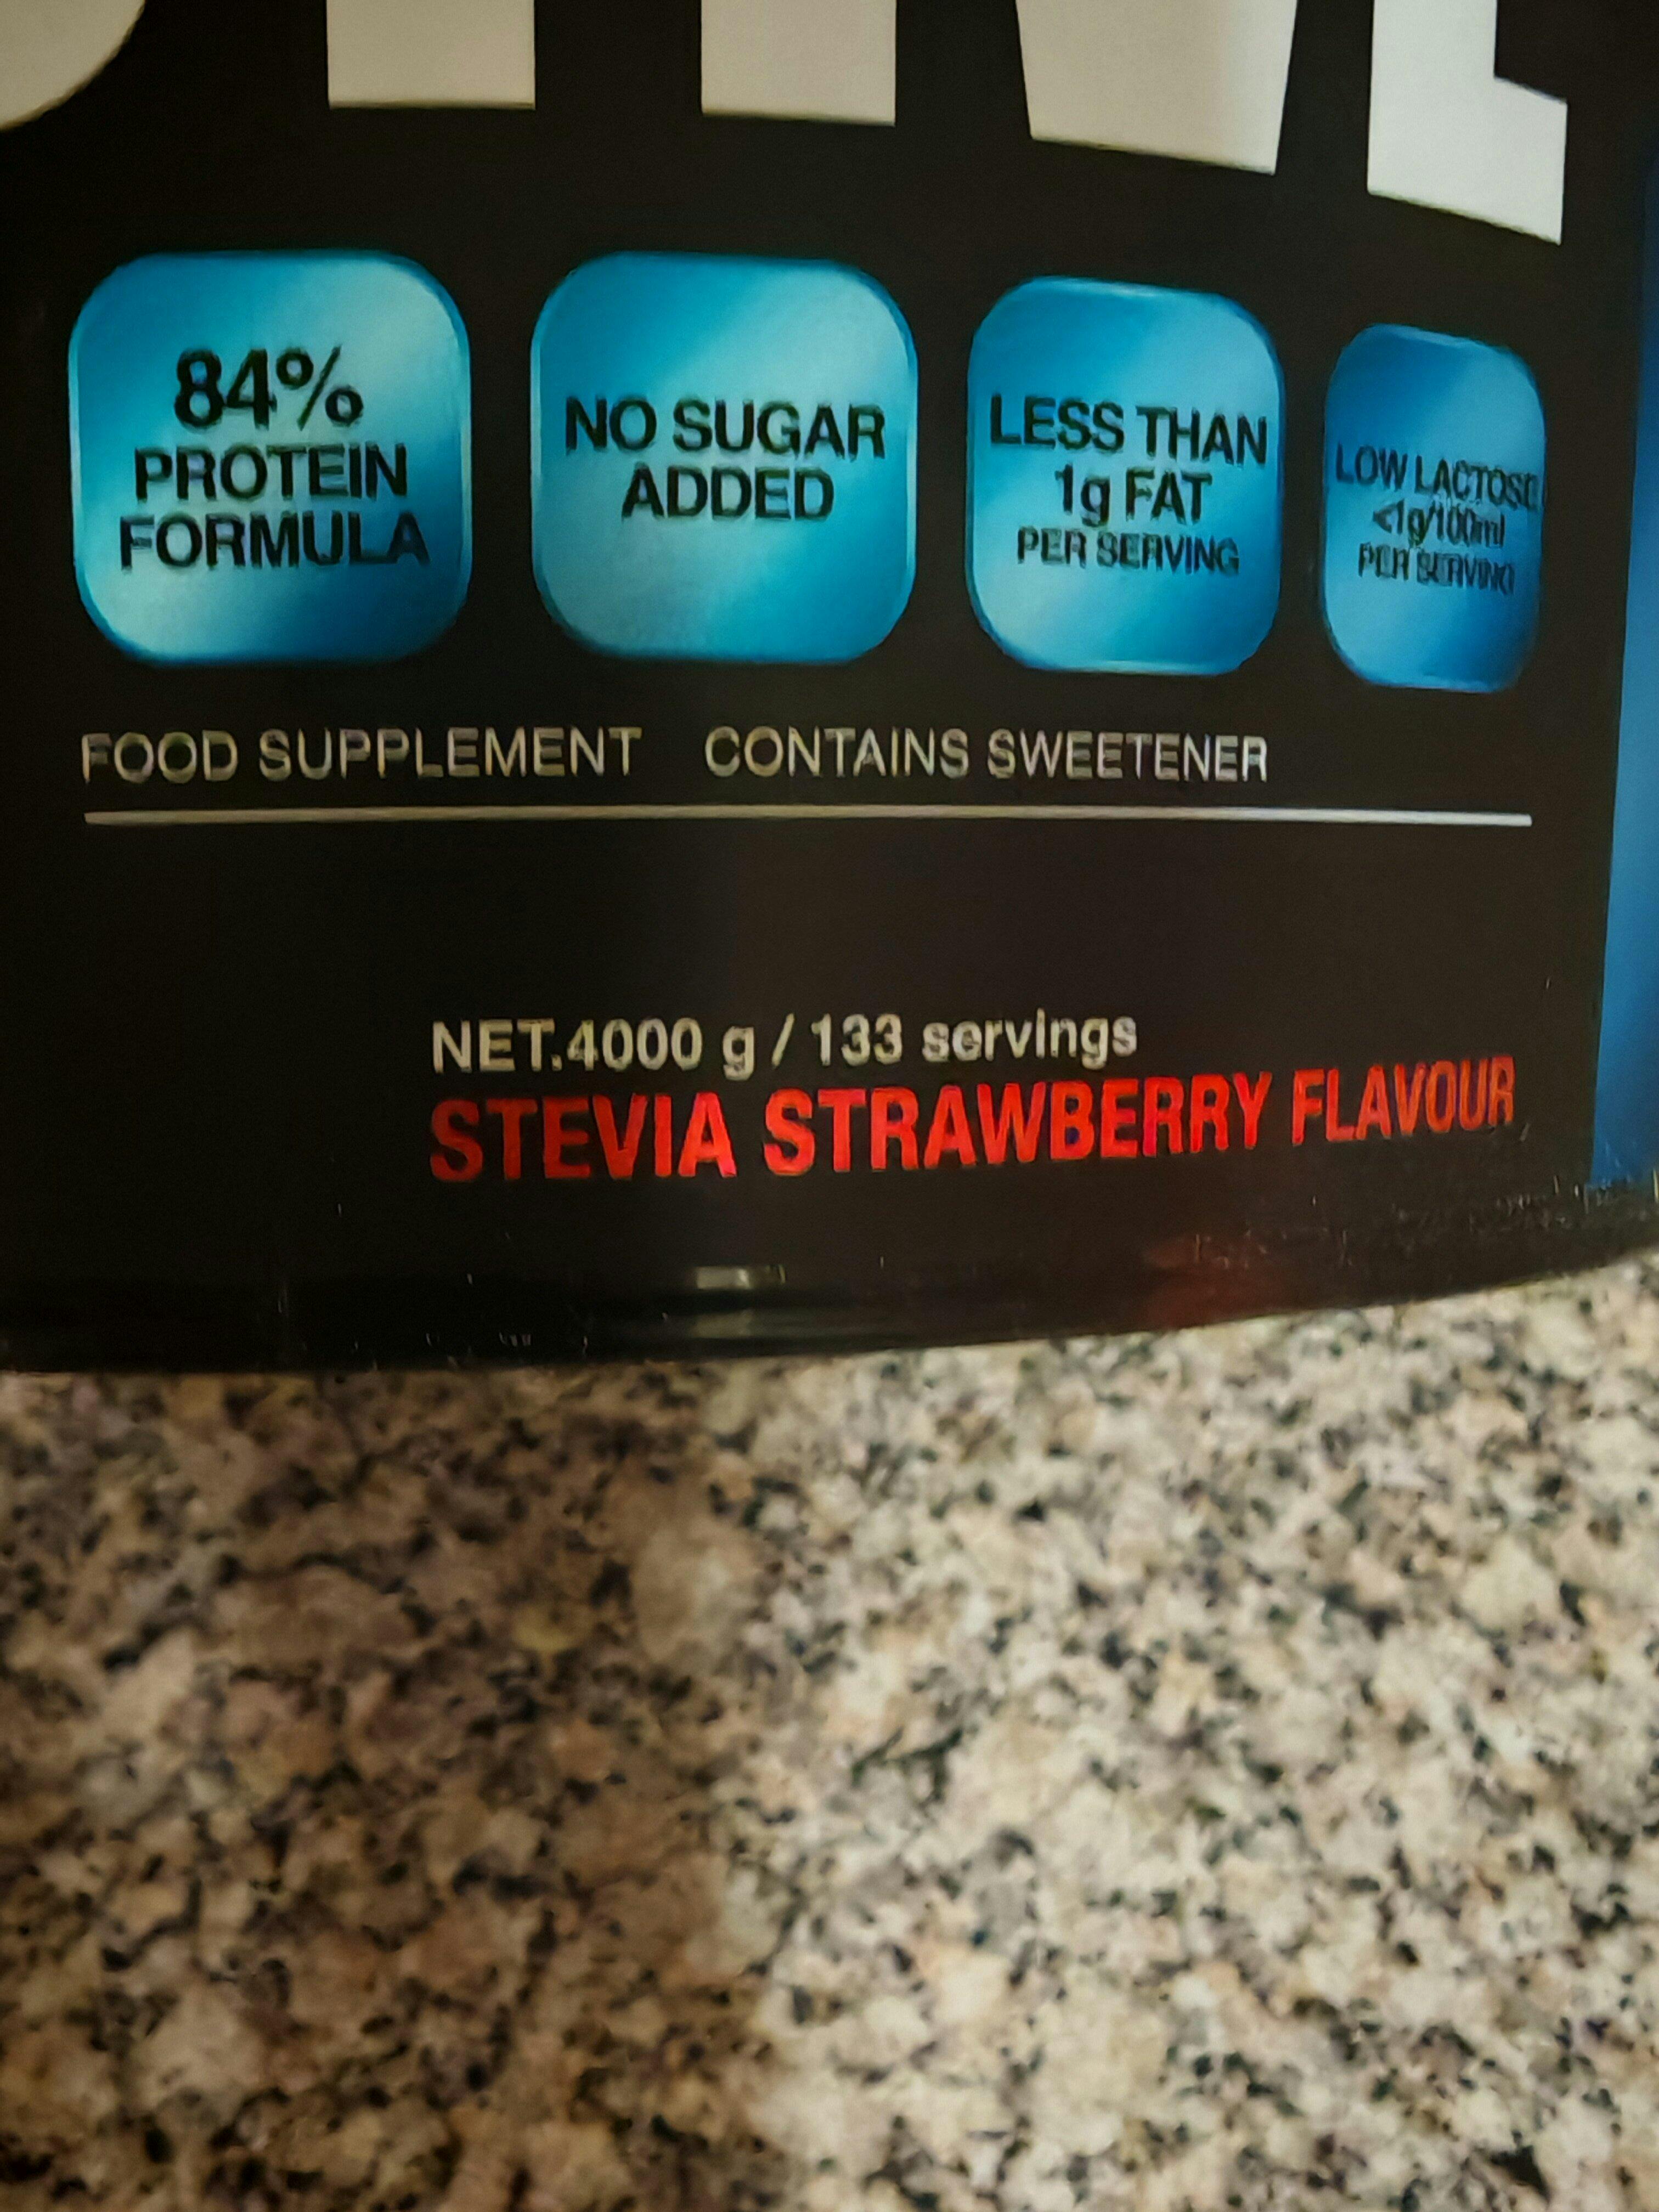 84%
PROTEIN
FORMULA
NO SUGAR
ADDED
LESS THAN
1g FAT
PER SERVING
LOW LACTOSE
<1g/100ml
PER SERVING
FOOD SUPPLEMENT CONTAINS SWEETENER
NET.4000 g / 133 servings
STEVIA STRAWBERRY FLAVOUR